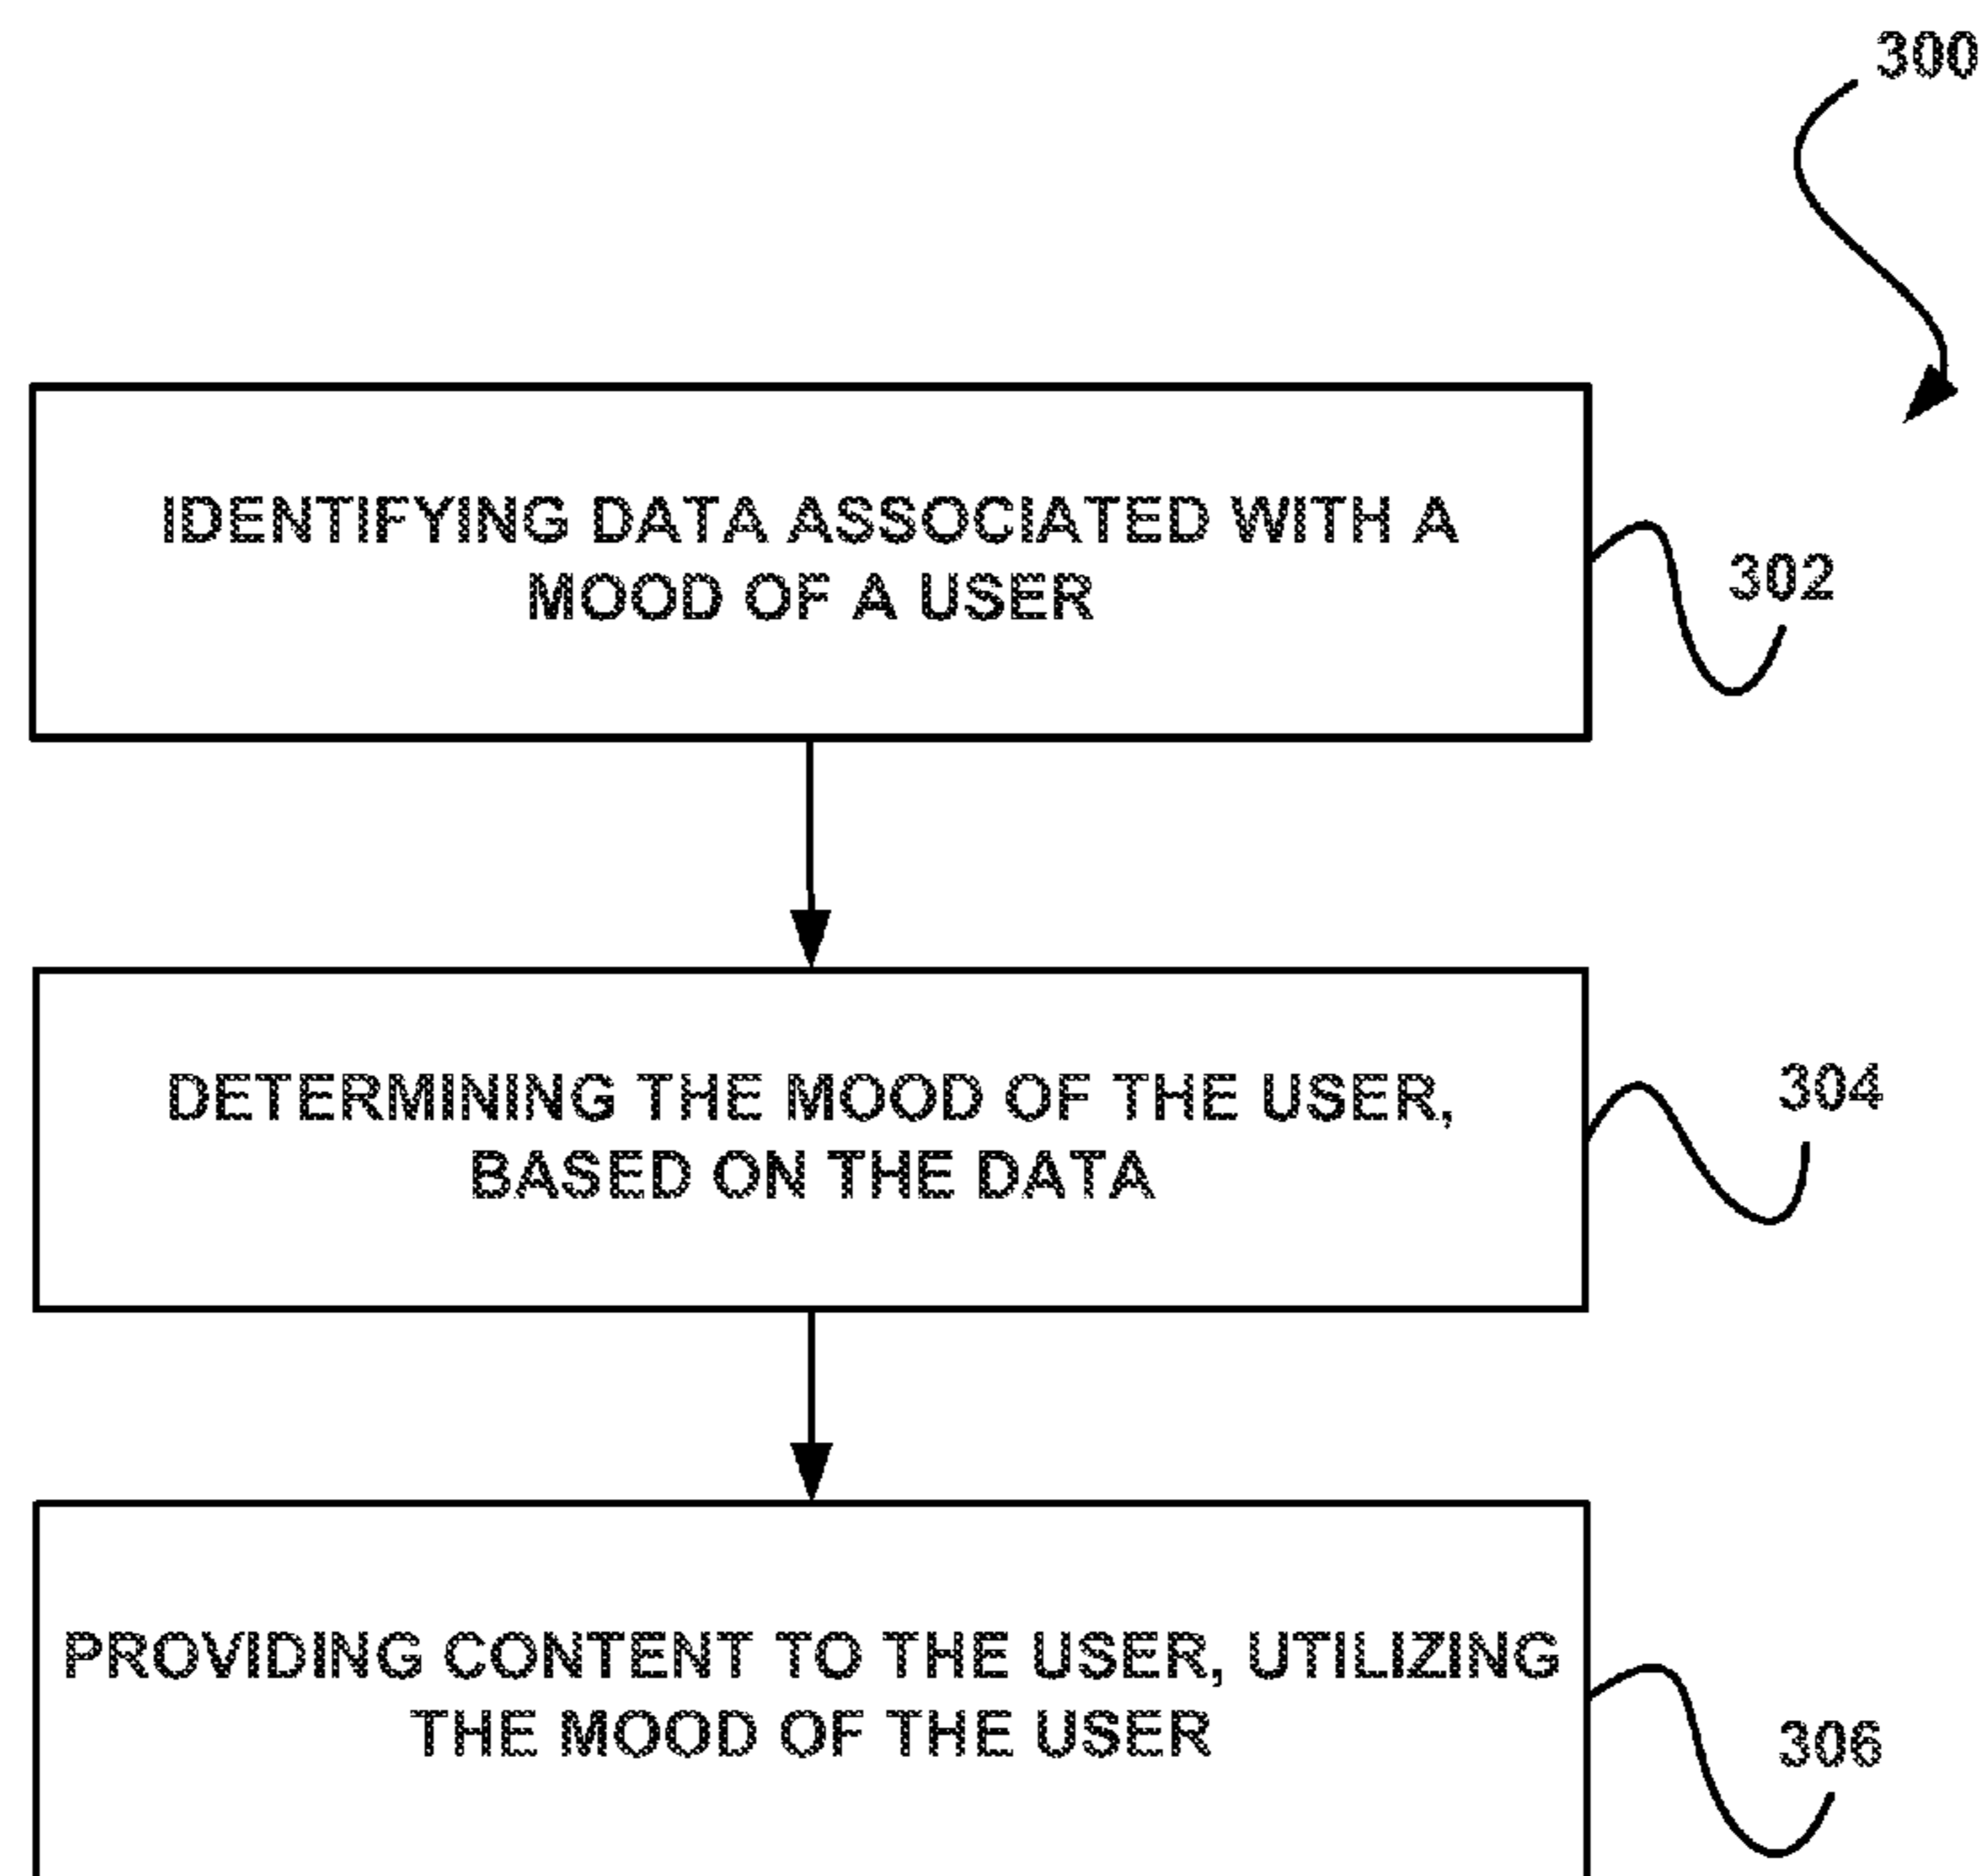 300
IDENTIFYING DATA ASSOCIATED WITH A
MOOD OF A USER
302
DETERMINING THE MOOD OF THE USER,
BASED ON THE DATA
304
PROVIDING CONTENT TO THE USER, UTILIZING
THE MOOD OF THE USER
306